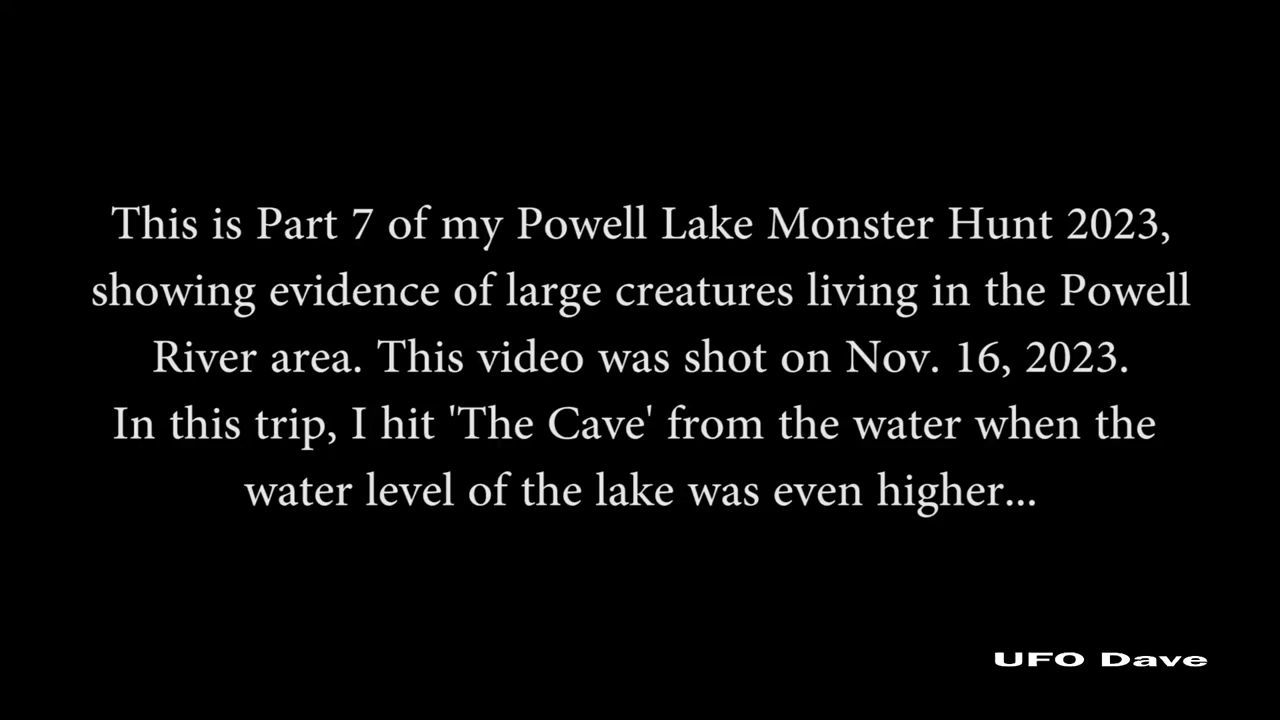 This is Part 7 of my Powell Lake Monster Hunt 2023,
showing evidence of large creatures living in the Powell
River area. This video was shot on Nov. 16, 2023.
In this trip, I hit 'The Cave' from the water when the
water level of the lake was even higher...
UFO Dave